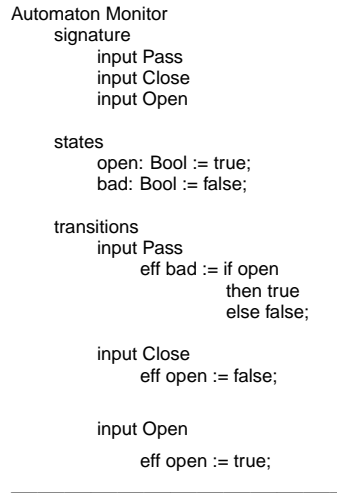 Automaton Monitor
signature
input Pass
input Close
input Open
states
open: Bool := true;
bad: Bool := false;
transitions
input Pass
eff bad := if open
then true
else false;
input Close
eff open := false;
input Open
eff open := true;